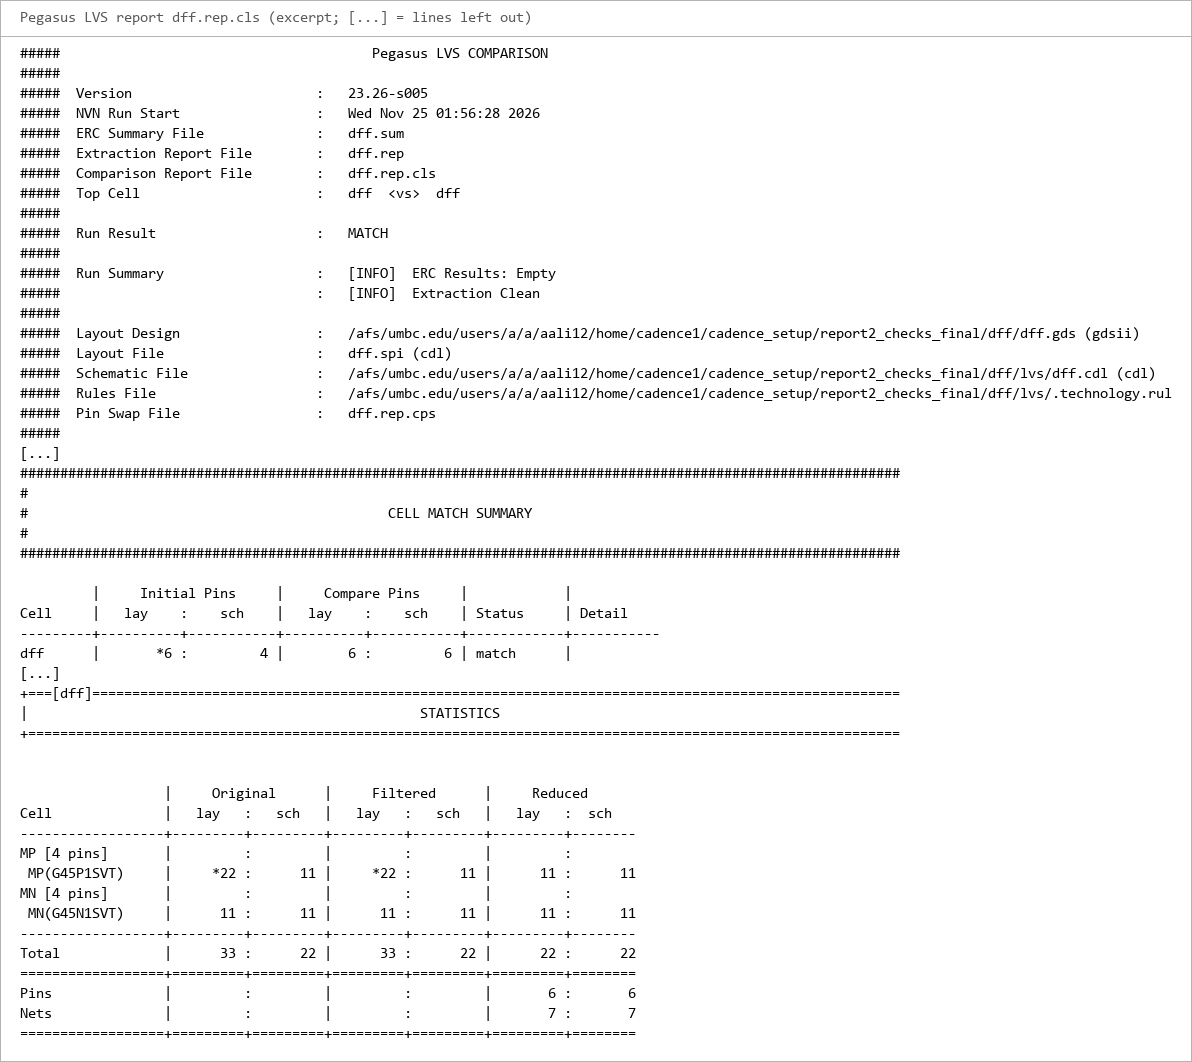 Pegasus LVS report dff.rep.cls (excerpt; [...] = lines left out)
##### Pegasus LVS COMPARISON
#####
##### Version : 23.26-s005
##### NVN Run Start : Wed Nov 25 01:56:28 2026
##### ERC Summary File : dff.sum
##### Extraction Report File : dff.rep
##### Comparison Report File : dff.rep.cls
##### Top Cell : dff <vs> dff
#####
##### Run Result : MATCH
#####
##### Run Summary : [INFO] ERC Results: Empty
##### : [INFO] Extraction Clean
#####
##### Layout Design : /afs/umbc.edu/users/a/a/aali12/home/cadence1/cadence_setup/report2_checks_final/dff/dff.gds (gdsii)
##### Layout File : dff.spi (cdl)
##### Schematic File : /afs/umbc.edu/users/a/a/aali12/home/cadence1/cadence_setup/report2_checks_final/dff/lvs/dff.cdl (cdl)
##### Rules File : /afs/umbc.edu/users/a/a/aali12/home/cadence1/cadence_setup/report2_checks_final/dff/lvs/.technology.rul
##### Pin Swap File : dff.rep.cps
#####
[...]
##############################################################################################################
#
# CELL MATCH SUMMARY
#
##############################################################################################################
| Initial Pins | Compare Pins | |
Cell | lay : sch | lay : sch | Status | Detail
---------+----------+-----------+----------+-----------+------------+-----------
dff | *6 : 4 | 6 : 6 | match |
[...]
+===[dff]=====================================================================================================
| STATISTICS
+=============================================================================================================
| Original | Filtered | Reduced
Cell | lay : sch | lay : sch | lay : sch
------------------+---------+---------+---------+---------+---------+--------
MP [4 pins] | : | : | :
MP(G45P1SVT) | *22 : 11 | *22 : 11 | 11 : 11
MN [4 pins] | : | : | :
MN(G45N1SVT) | 11 : 11 | 11 : 11 | 11 : 11
------------------+---------+---------+---------+---------+---------+--------
Total | 33 : 22 | 33 : 22 | 22 : 22
==================+=========+=========+=========+=========+=========+========
Pins | : | : | 6 : 6
Nets | : | : | 7 : 7
==================+=========+=========+=========+=========+=========+========